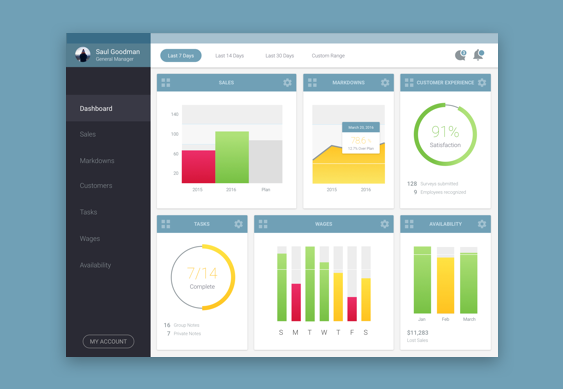 Saul Goodman
General Manager
Last 7 Days
Last 14 Days
Last 30 Days
Custom Range
Dashboard
Sales
Markdowns
Customers
Tasks
Wages
Availability
MY ACCOUNT
SALES
140
100
60
20
2015
2016
Plan
MARKDOWNS
March 28, 2016
2015
2016
CUSTOMER EXPERIENCE
91%
Satisfaction
128 Surveys submitted
9 Employees recognized
TASKS
7/14
Complete
16 Group Notes
7 Private Notes
WAGES
S M T W T F S
AVAILABILITY
Jan
Feb
March
$11,283
Lost Sales